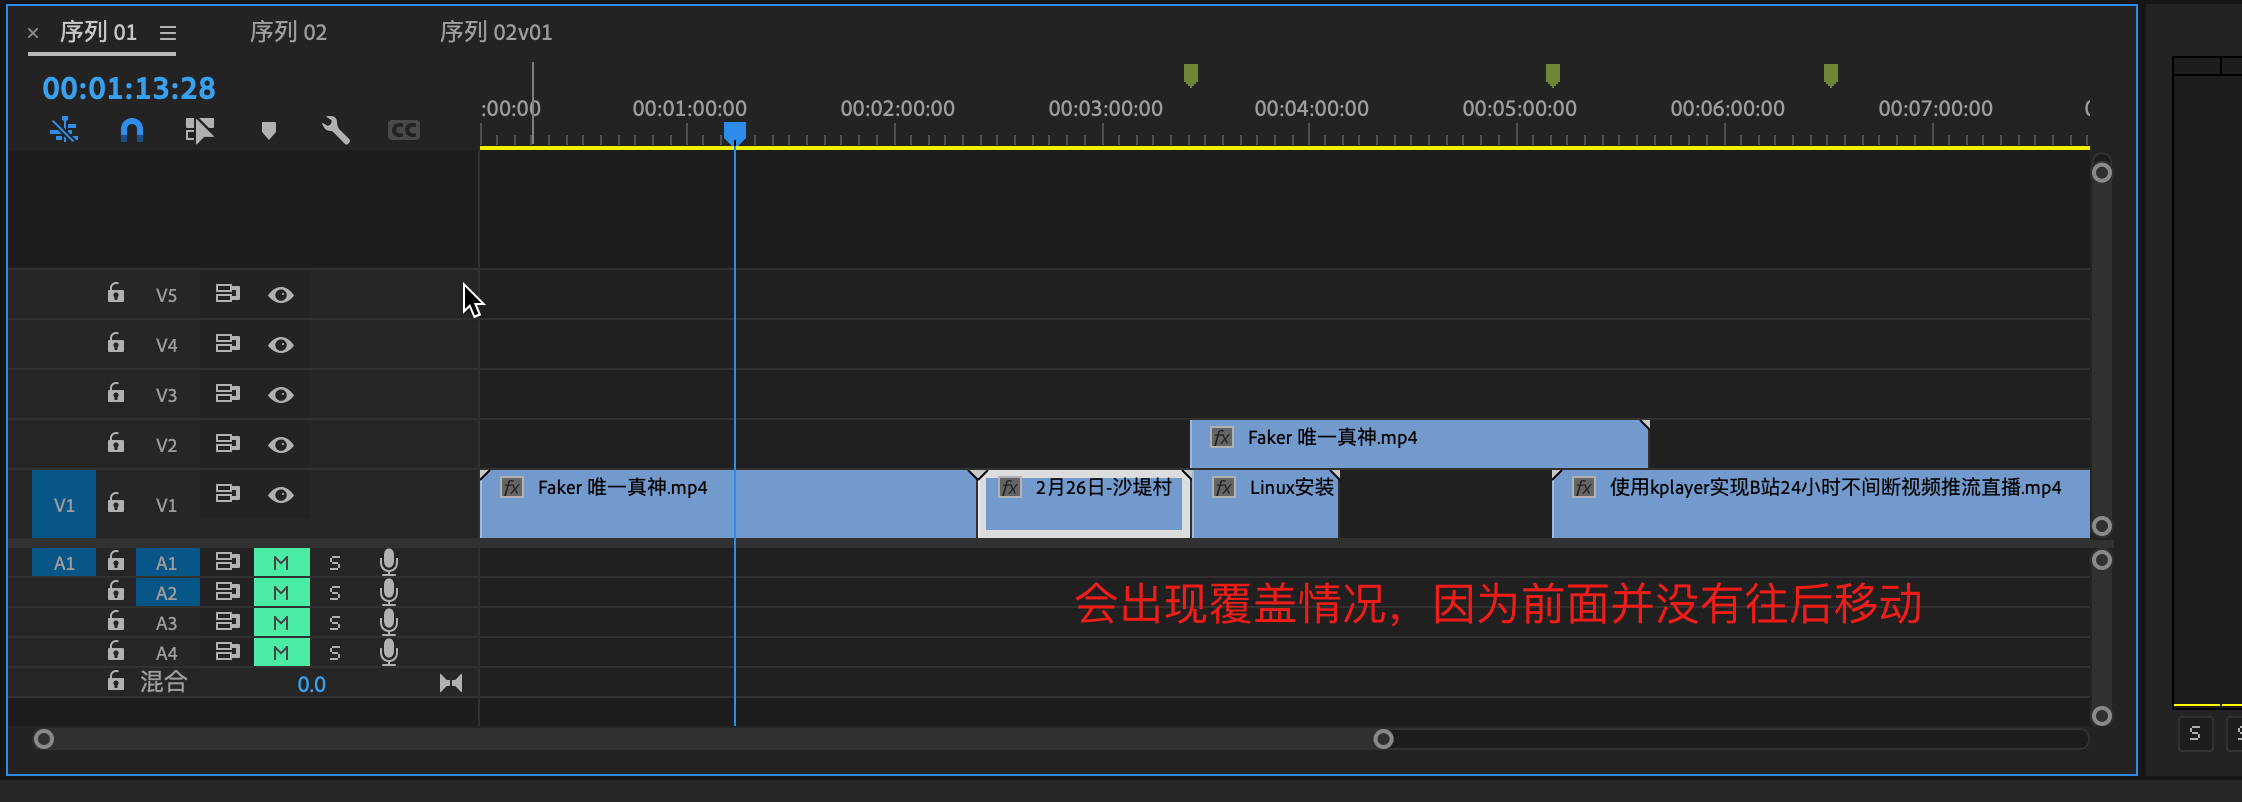 × 序列 01 ≡ 序列 02 序列 02v01
00:01:13:28
:00:00 00:01:00:00 00:02:00:00 00:03:00:00 00:04:00:00 00:05:00:00 00:06:00:00 00:07:00:00
CC
V5
V4
V3
V2 fx Faker 唯一真神.mp4
V1 V1 fx Faker 唯一真神.mp4 fx 2月26日-沙堤村 fx Linux安装 fx 使用kplayer实现B站24小时不间断视频推流直播.mp4
A1 A1 M S
A2 M S
会出现覆盖情况，因为前面并没有往后移动
A3 M S
A4 M S
混合 0.0
S